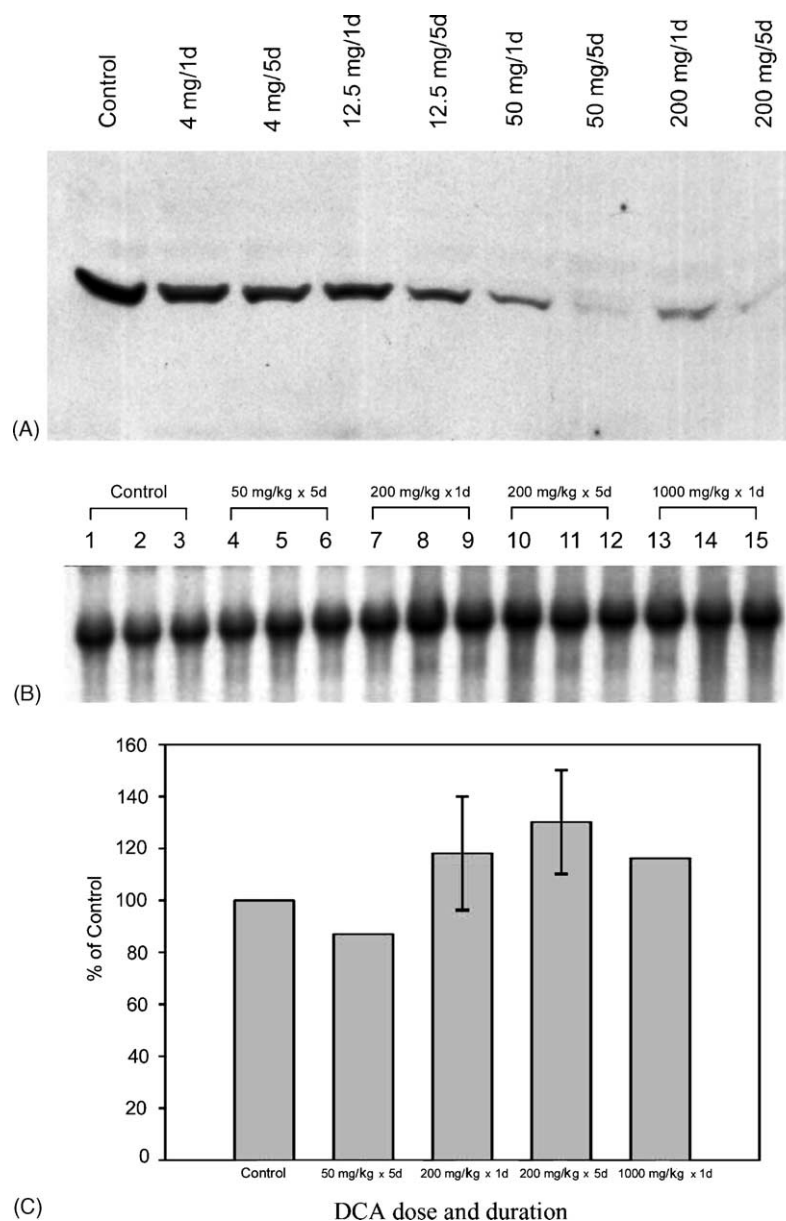 Control 4 mg/1d 4 mg/5d 12.5 mg/1d 12.5 mg/5d 50 mg/1d 50 mg/5d 200 mg/1d 200 mg/5d
(A)
Control 50 mg/kg x 5d 200 mg/kg x 1d 200 mg/kg x 5d 1000 mg/kg x 1d
1 2 3 4 5 6 7 8 9 10 11 12 13 14 15
(B)
160
140
120
100
80
60
40
20
0
% of Control
Control 50 mg/kg x 5d 200 mg/kg x 1d 200 mg/kg x 5d 1000 mg/kg x 1d
(C)
DCA dose and duration